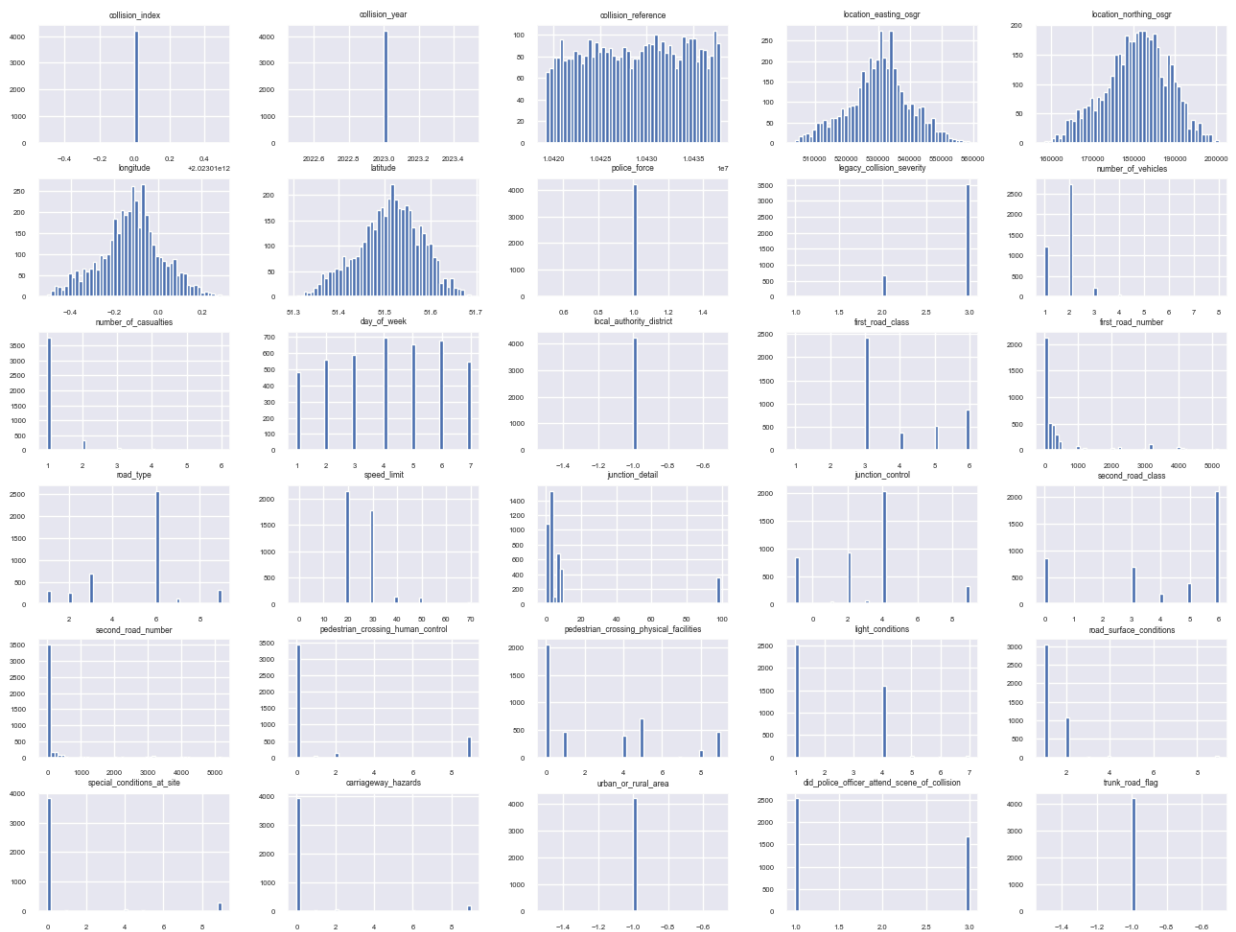 collision_index
4000
3000
2000
1000
0
−0.4 −0.2 0.0 0.2 0.4
+2.02301e12
collision_year
4000
3000
2000
1000
0
2022.6 2022.8 2023.0 2023.2 2023.4
collision_reference
100
80
60
40
20
0
1.0420 1.0425 1.0430 1.0435
1e7
location_easting_osgr
250
200
150
100
50
0
510000 520000 530000 540000 550000 560000
location_northing_osgr
200
150
100
50
0
160000 170000 180000 190000 200000
longitude
250
200
150
100
50
0
−0.4 −0.2 0.0 0.2
latitude
200
150
100
50
0
51.3 51.4 51.5 51.6 51.7
police_force
4000
3000
2000
1000
0
0.6 0.8 1.0 1.2 1.4
legacy_collision_severity
3500
3000
2500
2000
1500
1000
500
0
1.0 1.5 2.0 2.5 3.0
number_of_vehicles
2500
2000
1500
1000
500
0
1 2 3 4 5 6 7 8
number_of_casualties
3500
3000
2500
2000
1500
1000
500
0
1 2 3 4 5 6
day_of_week
700
600
500
400
300
200
100
0
1 2 3 4 5 6 7
local_authority_district
4000
3000
2000
1000
0
−1.4 −1.2 −1.0 −0.8 −0.6
first_road_class
2500
2000
1500
1000
500
0
1 2 3 4 5 6
first_road_number
2000
1500
1000
500
0
0 1000 2000 3000 4000 5000
road_type
2500
2000
1500
1000
500
0
2 4 6 8
speed_limit
2000
1500
1000
500
0
0 10 20 30 40 50 60 70
junction_detail
1400
1200
1000
800
600
400
200
0
0 20 40 60 80 100
junction_control
2000
1500
1000
500
0
0 2 4 6 8
second_road_class
2000
1500
1000
500
0
0 1 2 3 4 5 6
second_road_number
3500
3000
2500
2000
1500
1000
500
0
0 1000 2000 3000 4000 5000
pedestrian_crossing_human_control
3500
3000
2500
2000
1500
1000
500
0
0 2 4 6 8
pedestrian_crossing_physical_facilities
2000
1500
1000
500
0
0 2 4 6 8
light_conditions
2500
2000
1500
1000
500
0
1 2 3 4 5 6 7
road_surface_conditions
3000
2500
2000
1500
1000
500
0
2 4 6 8
special_conditions_at_site
4000
3000
2000
1000
0
0 2 4 6 8
carriageway_hazards
4000
3000
2000
1000
0
0 2 4 6 8
urban_or_rural_area
4000
3000
2000
1000
0
−1.4 −1.2 −1.0 −0.8 −0.6
did_police_officer_attend_scene_of_collision
2500
2000
1500
1000
500
0
1.0 1.5 2.0 2.5 3.0
trunk_road_flag
4000
3000
2000
1000
0
−1.4 −1.2 −1.0 −0.8 −0.6